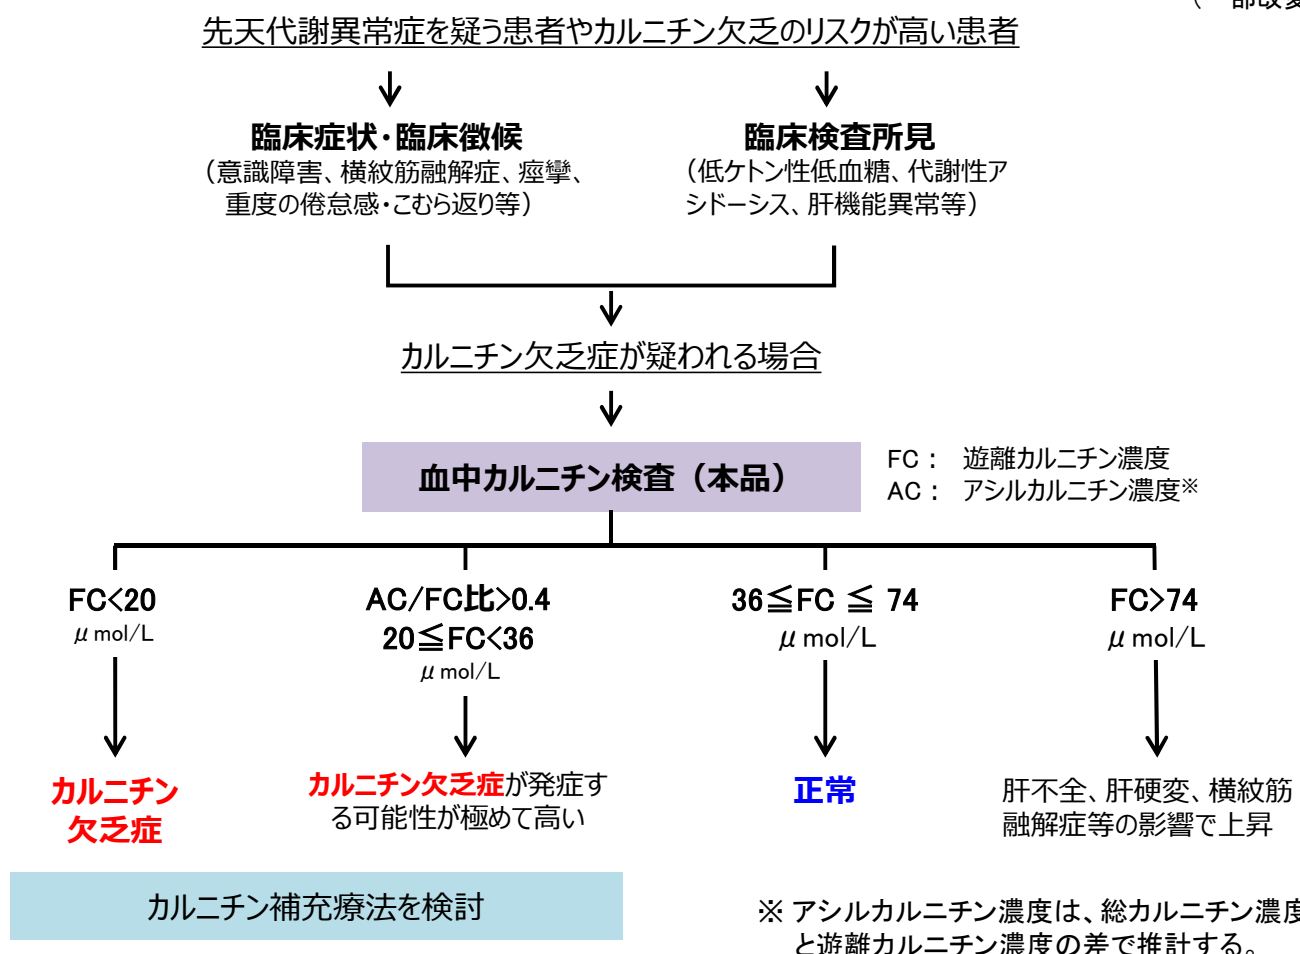 (一部改変
先天代謝異常症を疑う患者やカルニチン欠乏のリスクが高い患者
臨床症状・臨床徴候
（意識障害、横紋筋融解症、痙攣、
重度の倦怠感・こむら返り等）
臨床検査所見
（低ケトン性低血糖、代謝性ア
シドーシス、肝機能異常等）
カルニチン欠乏症が疑われる場合
血中カルニチン検査（本品）
FC： 遊離カルニチン濃度
AC： アシルカルニチン濃度※
FC<20
μmol/L
AC/FC比>0.4
20≦FC<36
μmol/L
36≦FC ≦ 74
μmol/L
FC>74
μmol/L
カルニチン
欠乏症
カルニチン欠乏症が発症す
る可能性が極めて高い
正常
肝不全、肝硬変、横紋筋
融解症等の影響で上昇
カルニチン補充療法を検討
※ アシルカルニチン濃度は、総カルニチン濃度
と遊離カルニチン濃度の差で推計する。